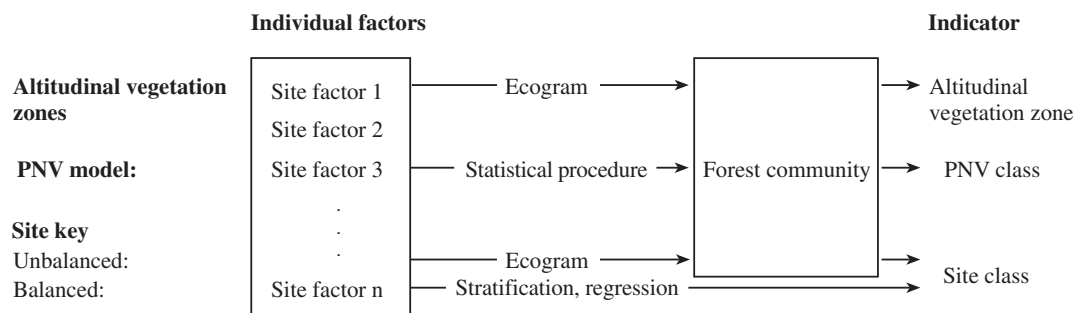 Individual factors
Indicator
Altitudinal vegetation
zones
Site factor 1
Ecogram
Altitudinal
vegetation zone
Site factor 2
PNV model:
Site factor 3
Statistical procedure
Forest community
PNV class
.
.
.
Site key
Unbalanced:
Ecogram
Site class
Balanced:
Site factor n
Stratification, regression